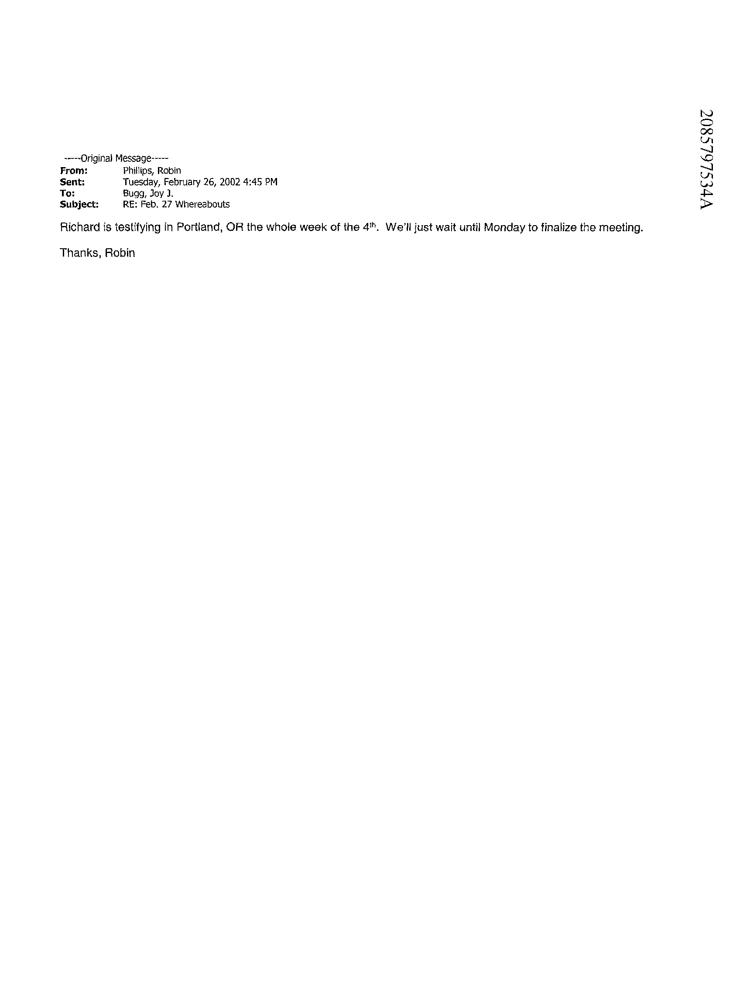 -----Original Message-----
From: Phillips, Robin
Sent: Tuesday, February 26, 2002 4:45 PM
To: Bugg, Joy J.
Subject: RE: Feb. 27 Whereabouts
Richard is testifying in Portland, OR the whole week of the 4th. We'll just wait until Monday to finalize the meeting.
Thanks, Robin
2085797534A